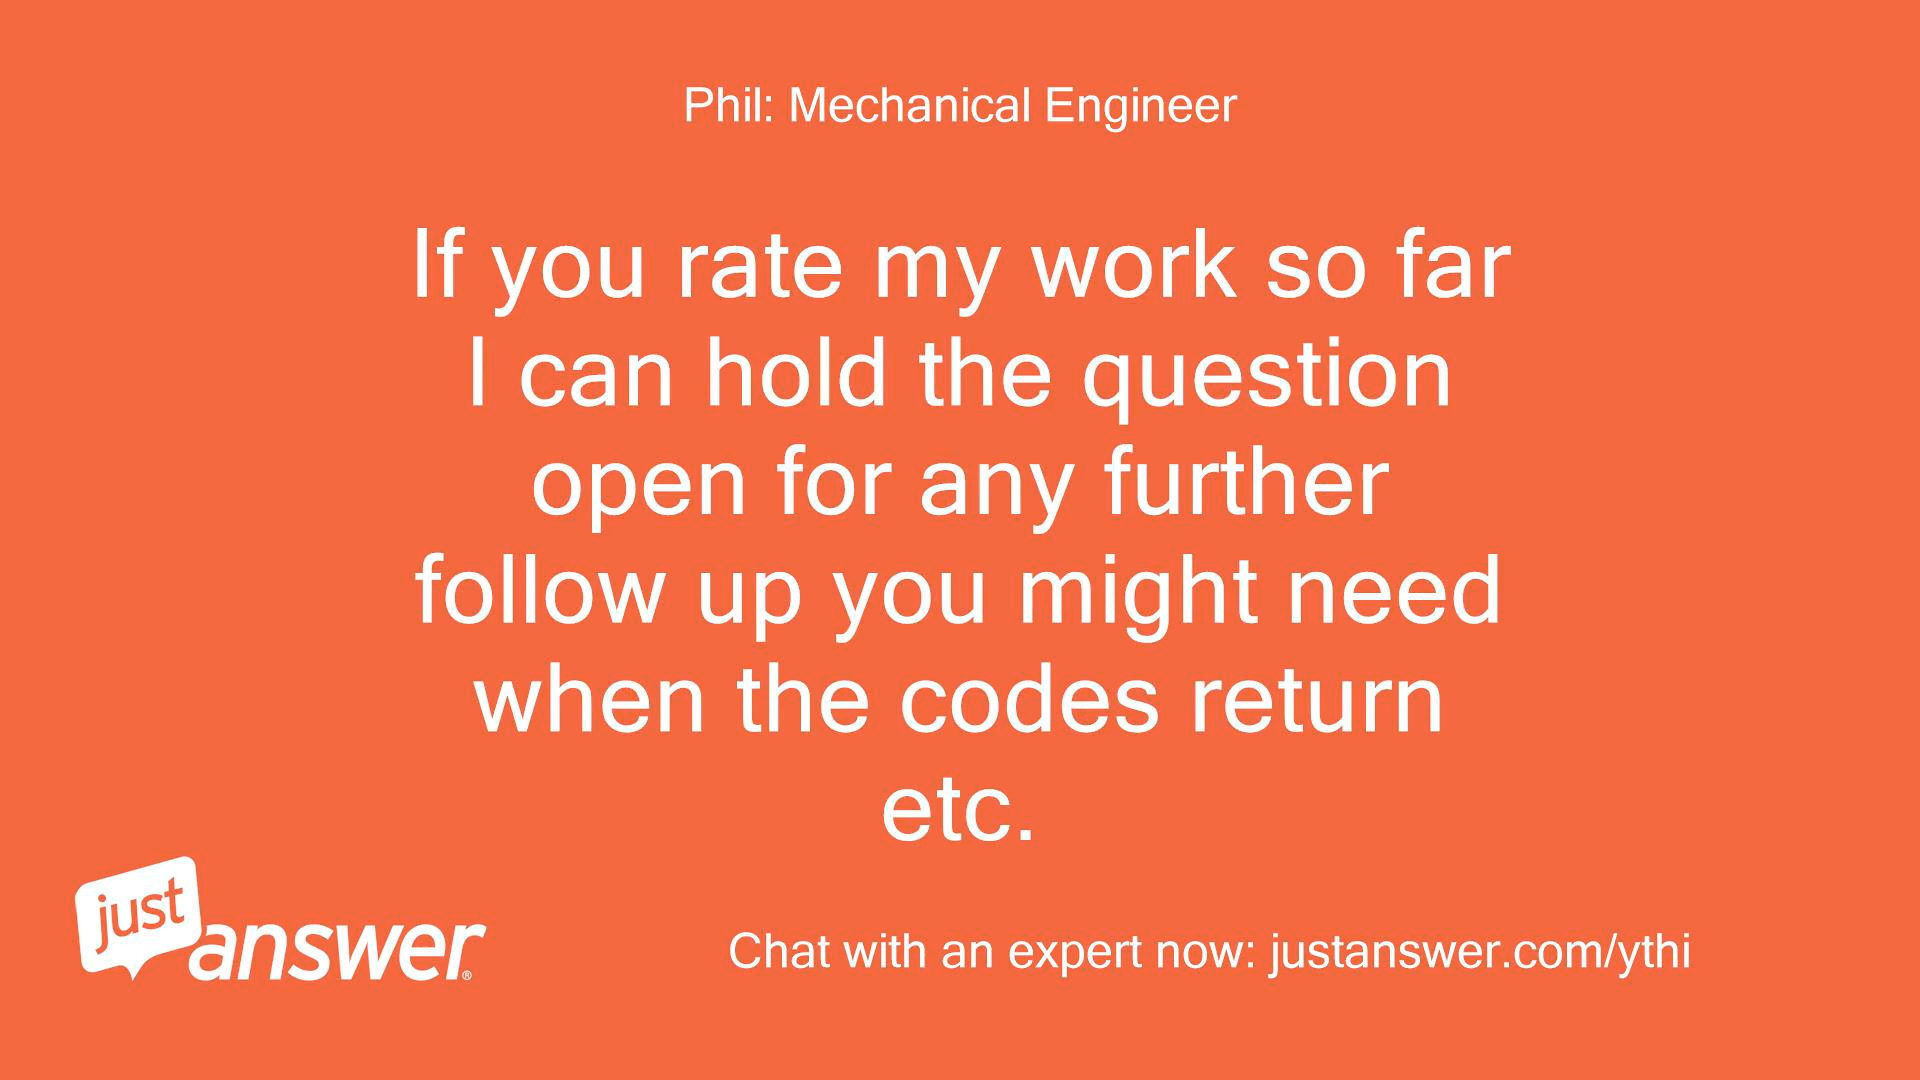 Phil: Mechanical Engineer
If you rate my work so far
I can hold the question
open for any further
follow up you might need
when the codes return
etc.
just
answer®
Chat with an expert now: justanswer.com/ythi